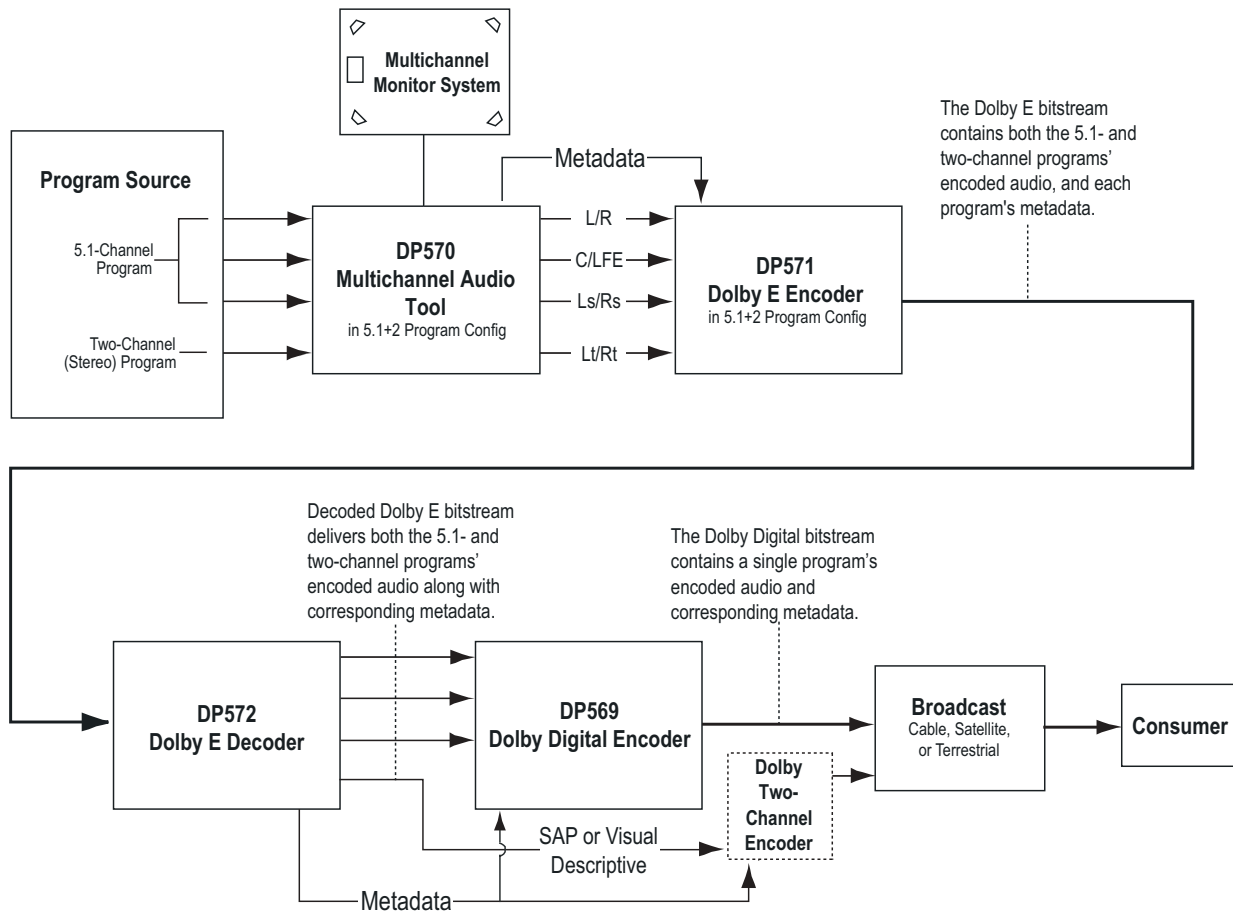 Multichannel
Monitor System
The Dolby E bitstream
contains both the 5.1- and
two-channel programs'
encoded audio, and each
program's metadata.
Program Source
5.1-Channel
Program
Two-Channel
(Stereo) Program
DP570
Multichannel Audio
Tool
in 5.1+2 Program Config
Metadata
L/R
C/LFE
Ls/Rs
Lt/Rt
DP571
Dolby E Encoder
in 5.1+2 Program Config
Decoded Dolby E bitstream
delivers both the 5.1- and
two-channel programs'
encoded audio along with
corresponding metadata.
The Dolby Digital bitstream
contains a single program's
encoded audio and
corresponding metadata.
DP572
Dolby E Decoder
DP569
Dolby Digital Encoder
Broadcast
Cable, Satellite,
or Terrestrial
Consumer
Dolby
Two-
Channel
Encoder
SAP or Visual
Descriptive
Metadata